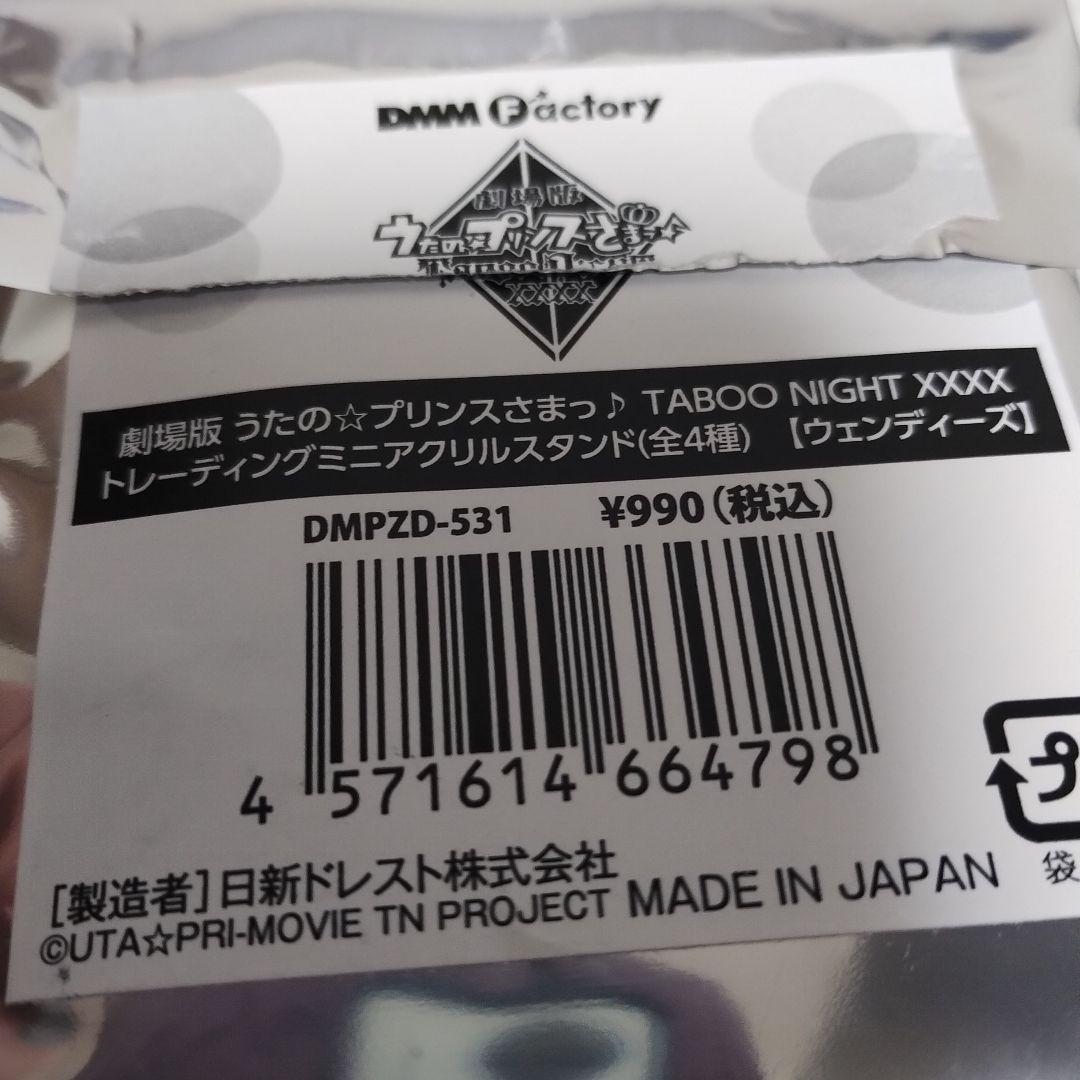 DMM Factory
劇場版
うたの☆プリンスさまっ♪
XXXX
劇場版 うたの☆プリンスさまっ♪ TABOO NIGHT XXXX
トレーディングミニアクリルスタンド(全4種) 【ウェンディーズ】
DMPZD-531 ¥990(税込)
4 571614 664798
プ
袋
[製造者]日新ドレスト株式会社
©UTA☆PRI-MOVIE TN PROJECT MADE IN JAPAN